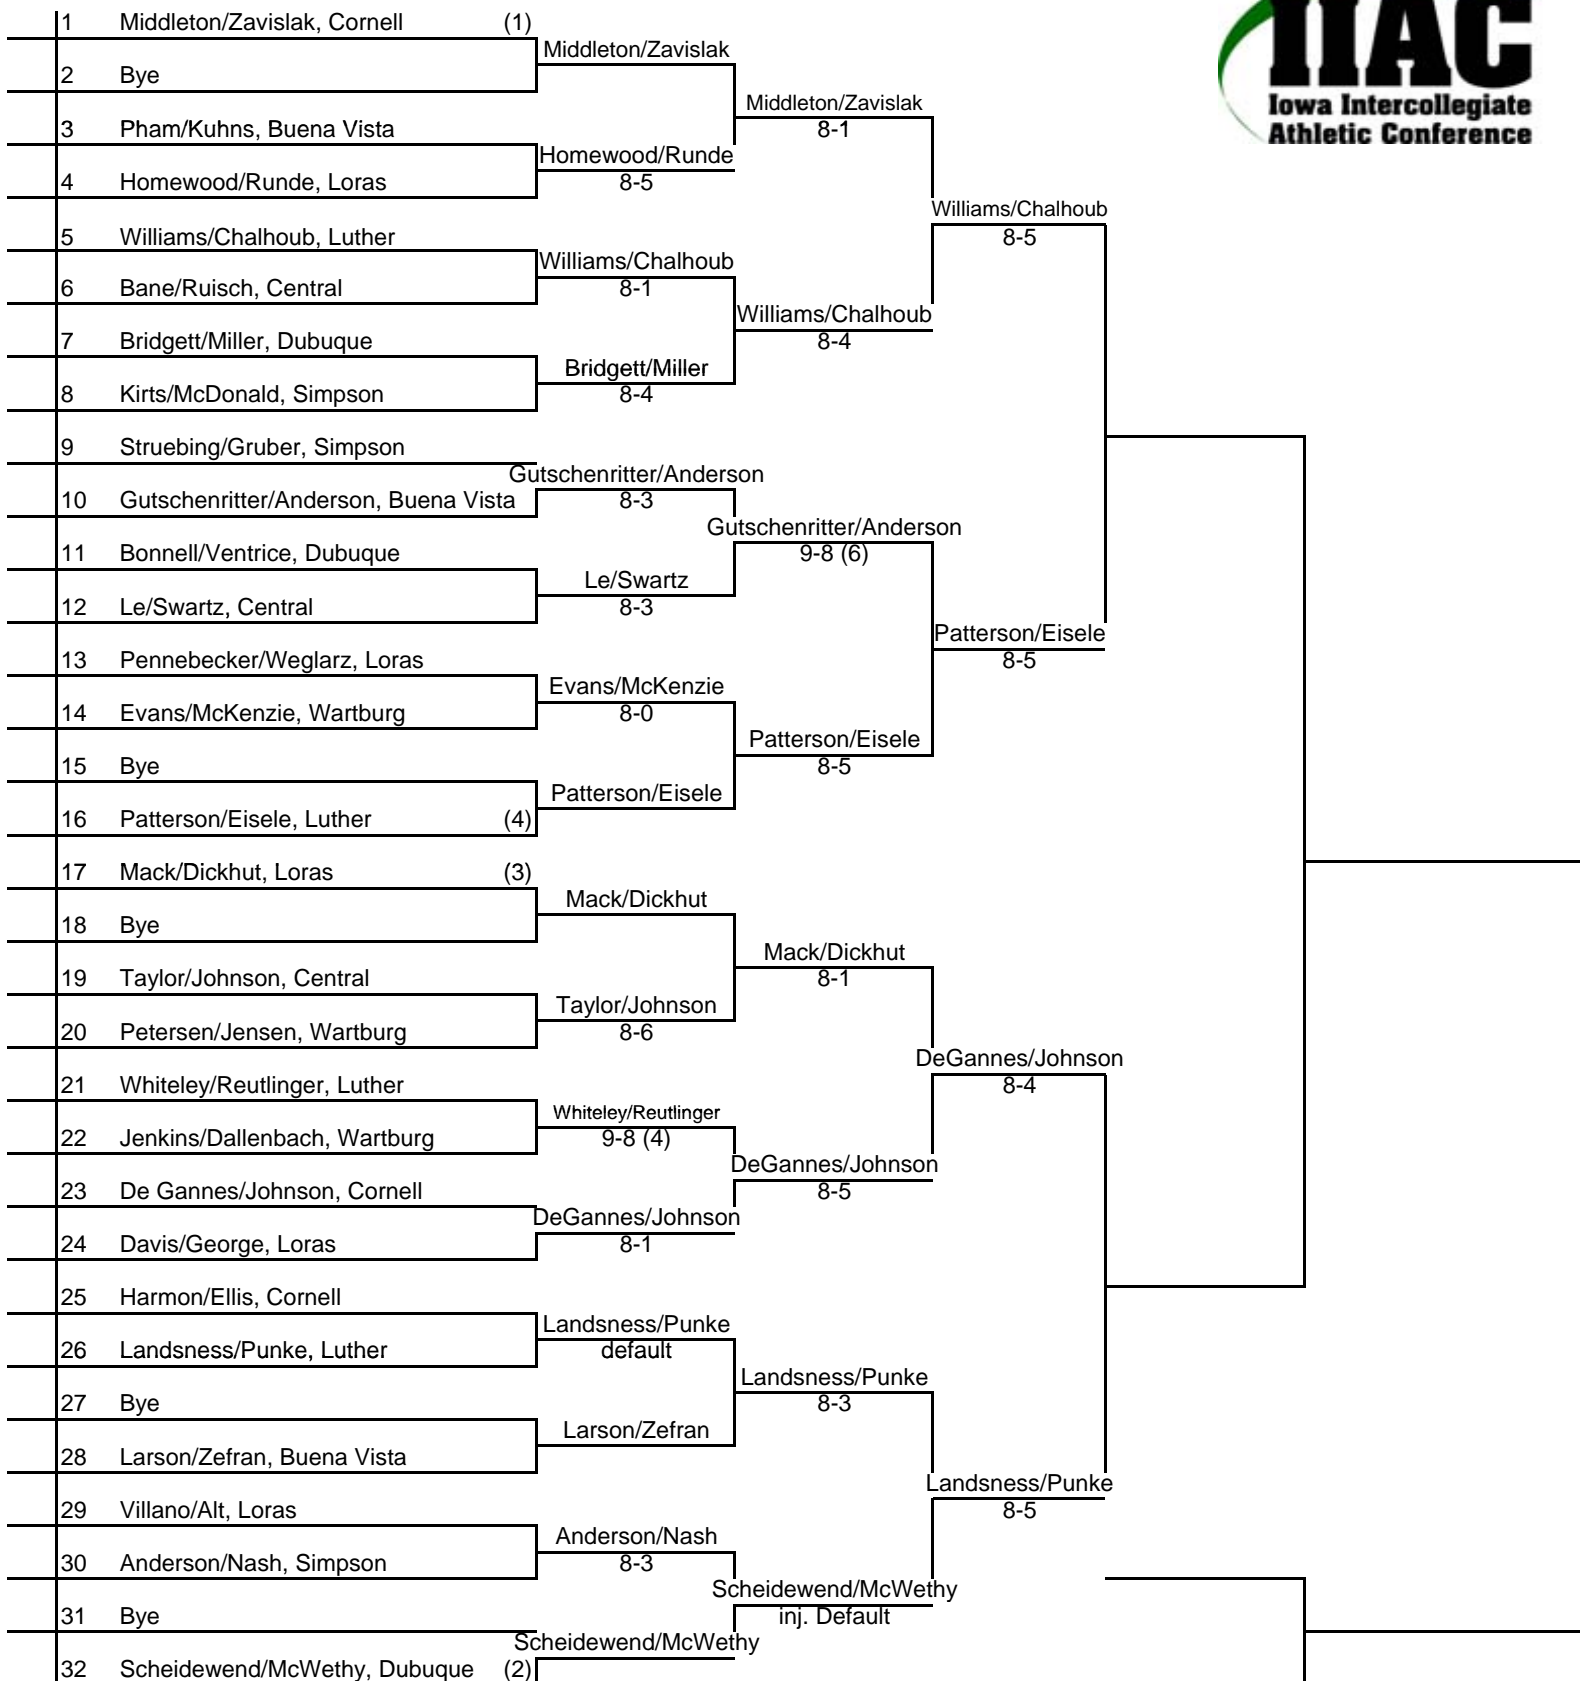 IIAC
Iowa Intercollegiate
Athletic Conference
1 Middleton/Zavislak, Cornell (1)
Middleton/Zavislak
2 Bye
Middleton/Zavislak
3 Pham/Kuhns, Buena Vista
8-1
Homewood/Runde
4 Homewood/Runde, Loras
8-5
Williams/Chalhoub
5 Williams/Chalhoub, Luther
8-5
Williams/Chalhoub
6 Bane/Ruisch, Central
8-1
Williams/Chalhoub
7 Bridgett/Miller, Dubuque
8-4
Bridgett/Miller
8 Kirts/McDonald, Simpson
8-4
9 Struebing/Gruber, Simpson
Gutschenritter/Anderson
10 Gutschenritter/Anderson, Buena Vista
8-3
Gutschenritter/Anderson
11 Bonnell/Ventrice, Dubuque
9-8 (6)
Le/Swartz
12 Le/Swartz, Central
8-3
Patterson/Eisele
13 Pennebecker/Weglarz, Loras
8-5
Evans/McKenzie
14 Evans/McKenzie, Wartburg
8-0
Patterson/Eisele
15 Bye
8-5
Patterson/Eisele
16 Patterson/Eisele, Luther (4)
17 Mack/Dickhut, Loras (3)
Mack/Dickhut
18 Bye
Mack/Dickhut
19 Taylor/Johnson, Central
8-1
Taylor/Johnson
20 Petersen/Jensen, Wartburg
8-6
DeGannes/Johnson
21 Whiteley/Reutlinger, Luther
8-4
Whiteley/Reutlinger
22 Jenkins/Dallenbach, Wartburg
9-8 (4)
DeGannes/Johnson
23 De Gannes/Johnson, Cornell
8-5
DeGannes/Johnson
24 Davis/George, Loras
8-1
25 Harmon/Ellis, Cornell
Landsness/Punke
26 Landsness/Punke, Luther
default
Landsness/Punke
27 Bye
8-3
Larson/Zefran
28 Larson/Zefran, Buena Vista
Landsness/Punke
29 Villano/Alt, Loras
8-5
Anderson/Nash
30 Anderson/Nash, Simpson
8-3
Scheidewend/McWethy
31 Bye
inj. Default
Scheidewend/McWethy
32 Scheidewend/McWethy, Dubuque (2)